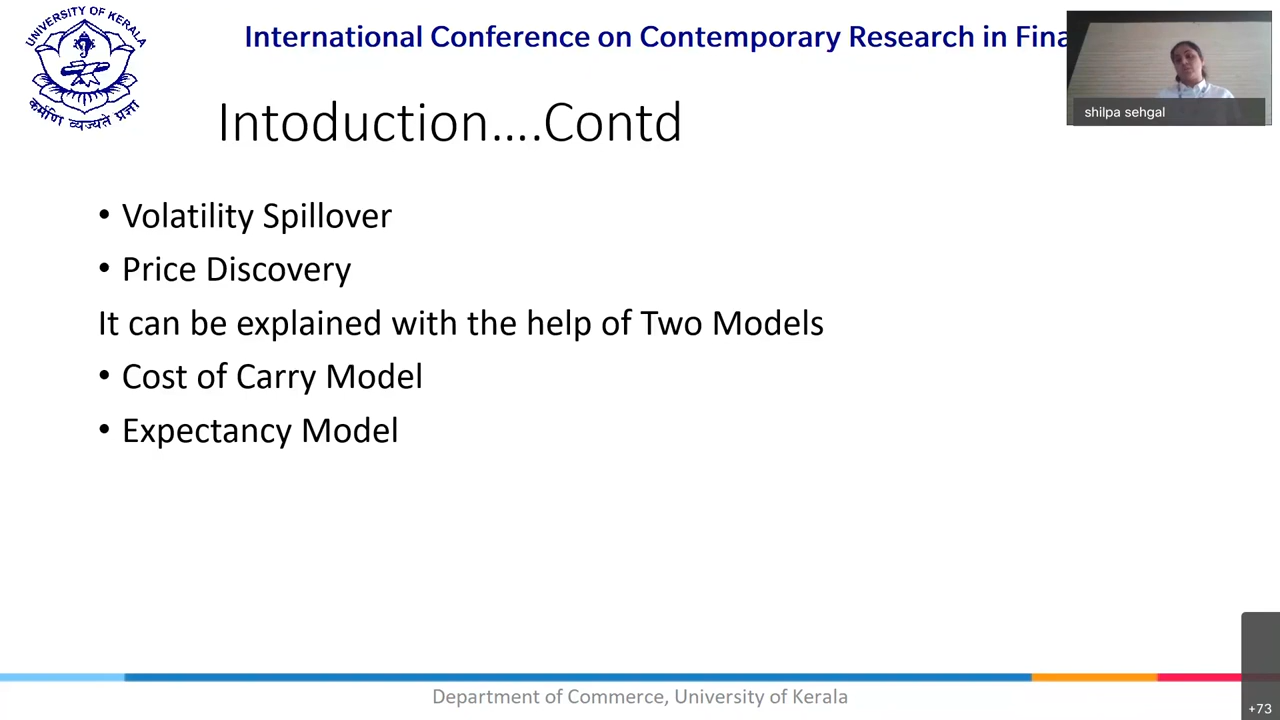 UNIVERSITY OF KERALA
कर्मणि व्यज्यते प्रज्ञा
International Conference on Contemporary Research in Fina
shilpa sehgal
Intoduction....Contd
• Volatility Spillover
• Price Discovery
It can be explained with the help of Two Models
• Cost of Carry Model
• Expectancy Model
Department of Commerce, University of Kerala
+73